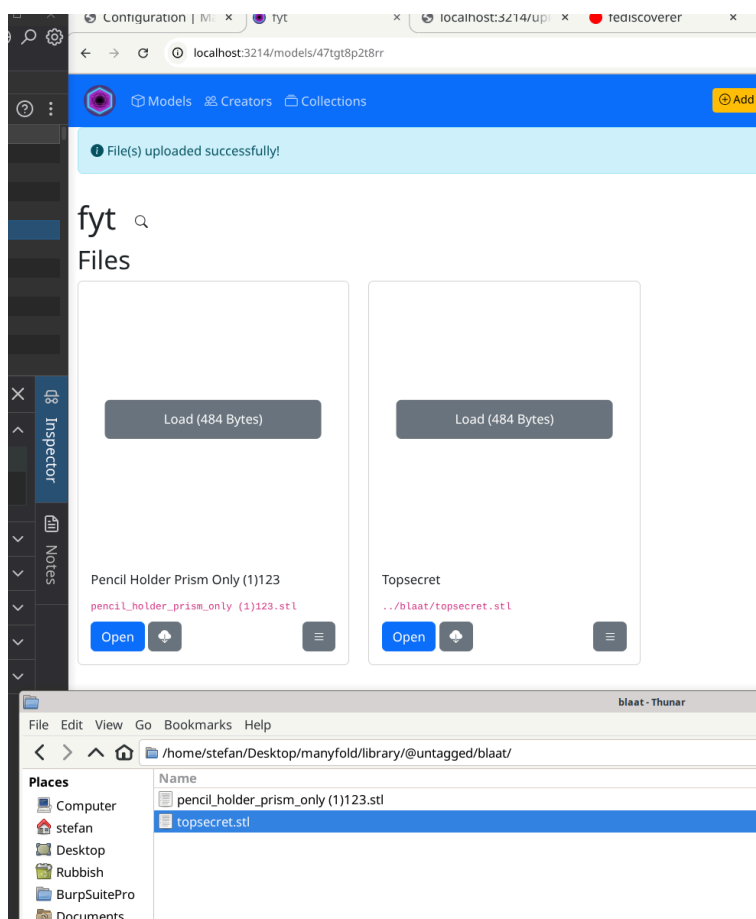 Configuration | Ma
fyt
localhost:3214/upl
fediscoverer
localhost:3214/models/47tgt8p2t8rr
Models Creators Collections
Add
File(s) uploaded successfully!
fyt
Files
Load (484 Bytes)
Load (484 Bytes)
Inspector
Notes
Pencil Holder Prism Only (1)123
Topsecret
pencil_holder_prism_only (1)123.stl
../blaat/topsecret.stl
Open
Open
blaat - Thunar
File Edit View Go Bookmarks Help
/home/stefan/Desktop/manyfold/library/@untagged/blaat/
Places
Name
Computer
pencil_holder_prism_only (1)123.stl
stefan
topsecret.stl
Desktop
Rubbish
BurpSuitePro
Documents